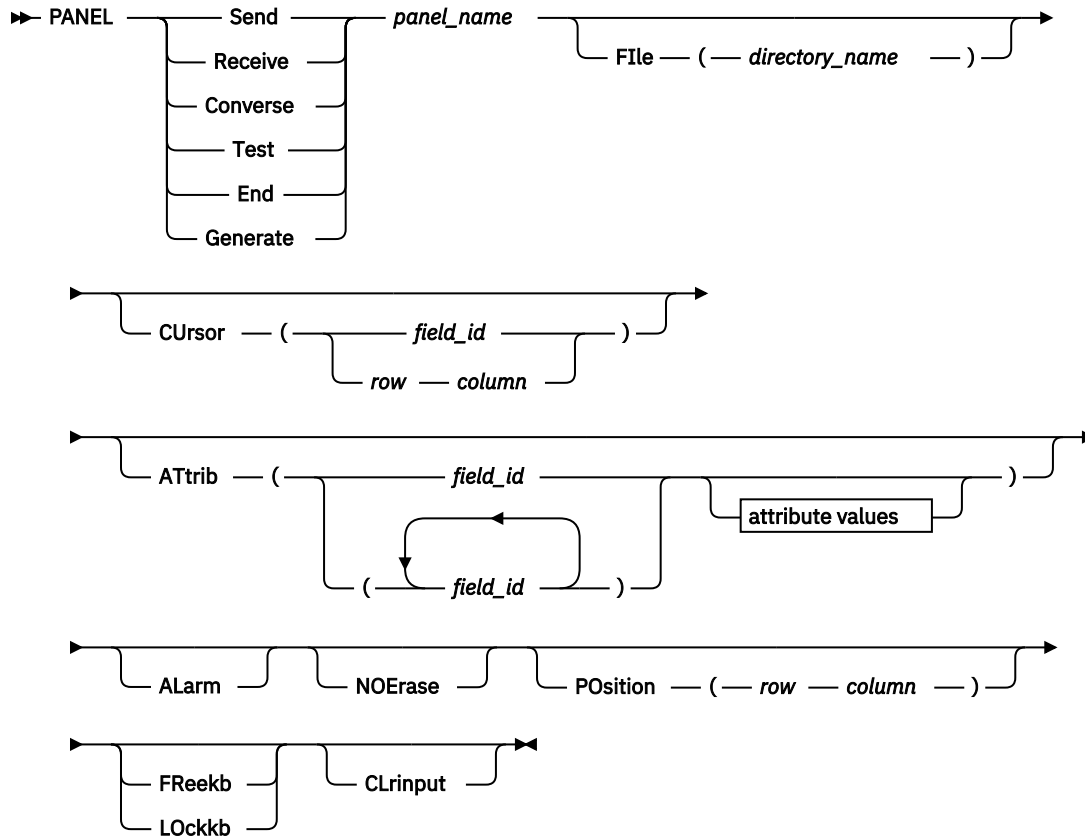 PANEL Send panel_name
FIle ( directory_name )
Receive
Converse
Test
End
Generate
CUrsor ( field_id )
row column
ATtrib ( field_id )
attribute values
( field_id )
ALarm NOErase POsition ( row column )
FReekb CLrinput
LOckkb